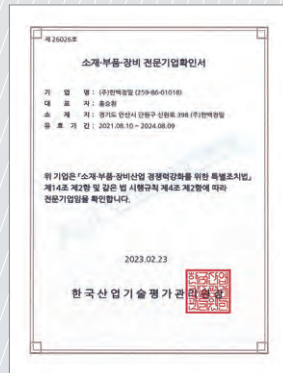 제 26026호
소재·부품·장비 전문기업확인서
기 업 명 : (주)한백정밀 (259-86-01018)
대 표 자 : 홍승환
소 재 지 : 경기도 안산시 단원구 신원로 398 (주)한백정밀
유 효 기 간 : 2021.08.10 ~ 2024.08.09
위 기업은 「소재·부품·장비산업 경쟁력강화를 위한 특별조치법」
제14조 제2항 및 같은 법 시행규칙 제4조 제2항에 따라
전문기업임을 확인합니다.
2023.02.23
한국산업기술평가관리원장